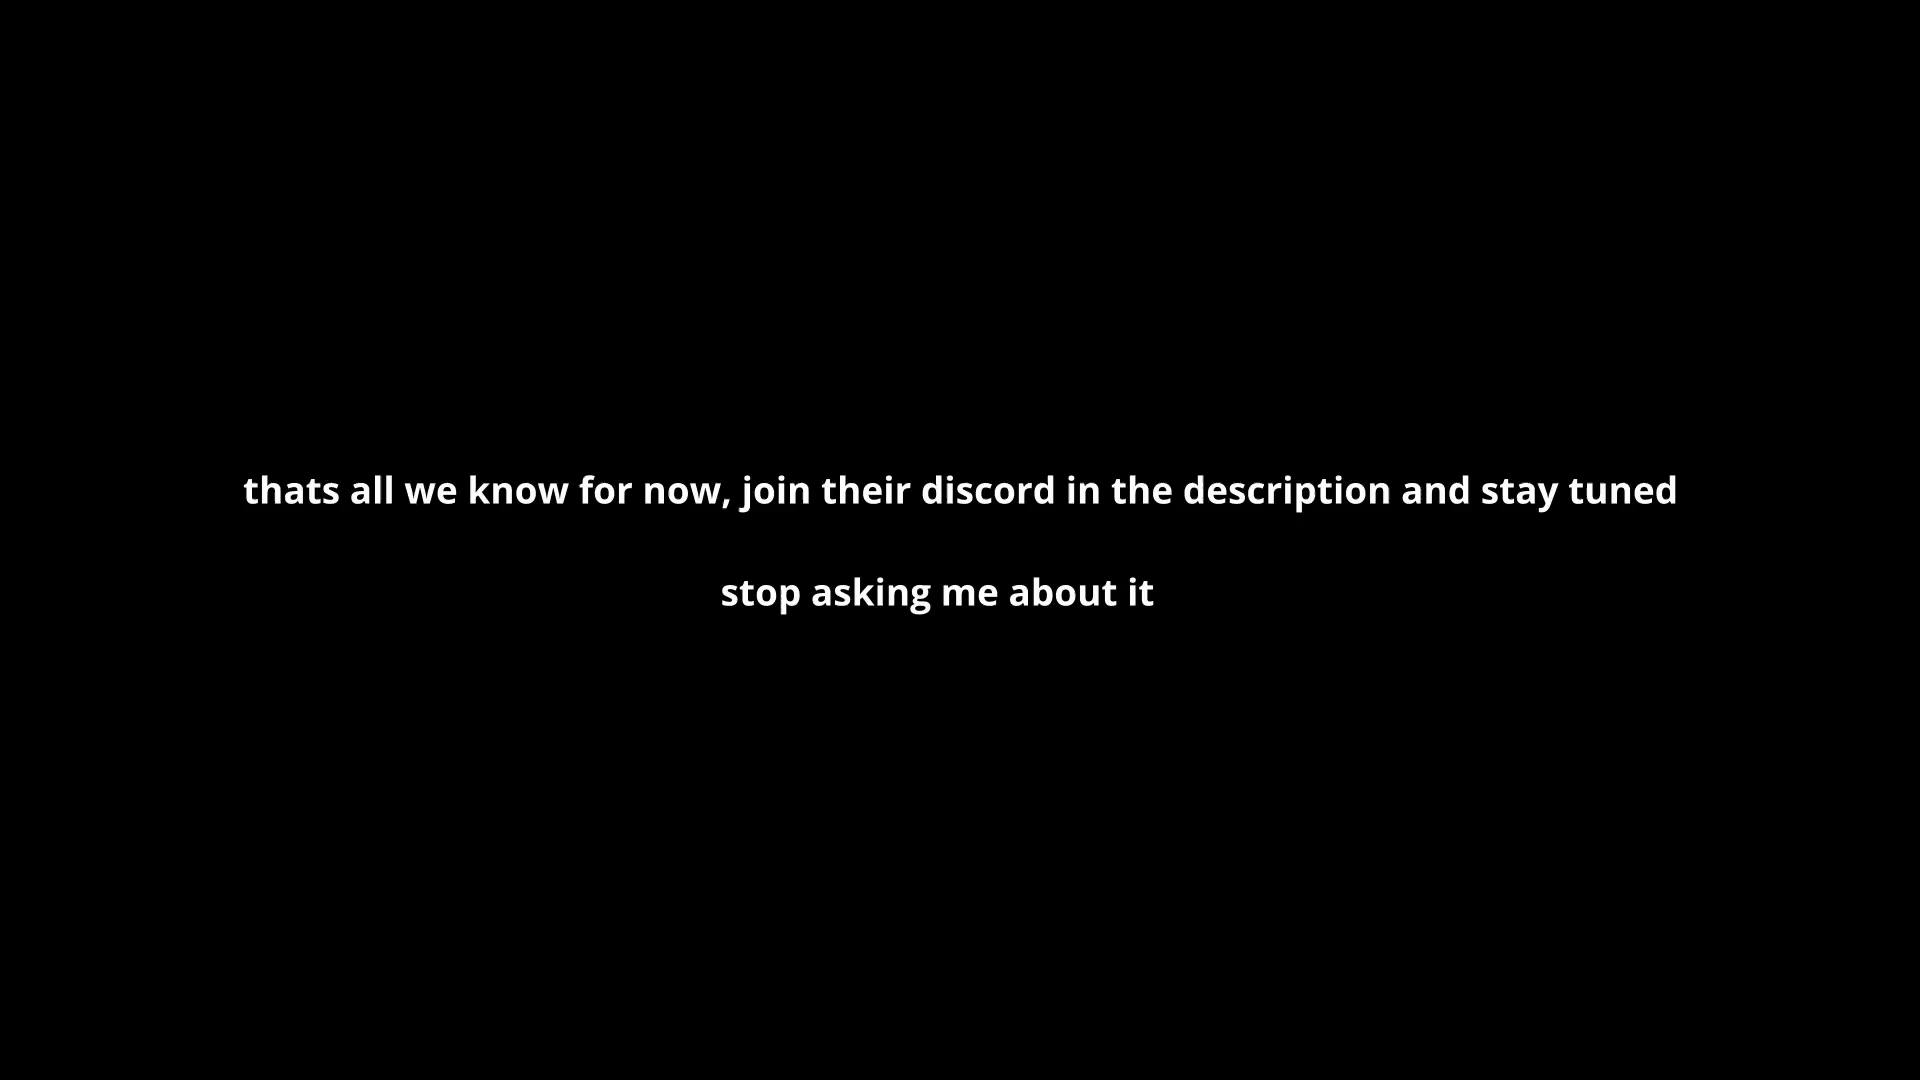 thats all we know for now, join their discord in the description and stay tuned
stop asking me about it